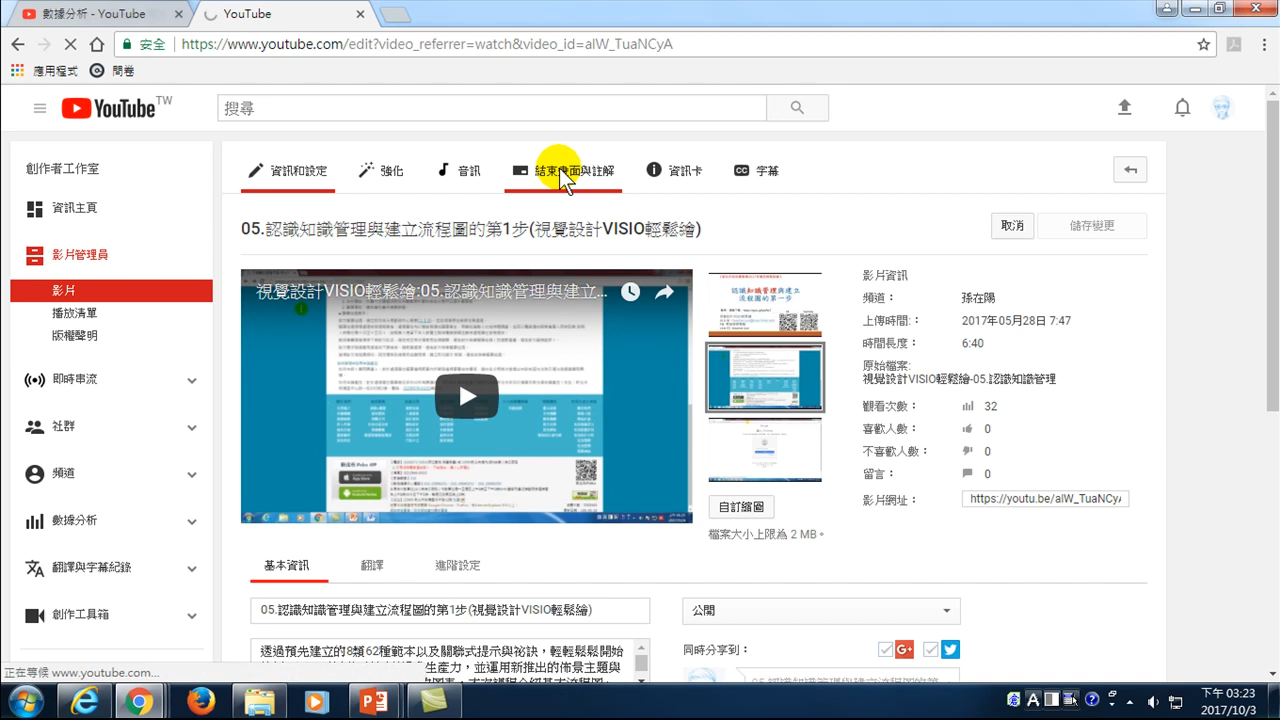 數據分析 - YouTube
YouTube
安全
https://www.youtube.com/edit?video_referrer=watch&video_id=aIW_TuaNCyA
應用程式
問卷
YouTube TW
搜尋
創作者工作室
資訊主頁
影片管理員
影片
播放清單
版權聲明
即時串流
社群
頻道
數據分析
翻譯與字幕紀錄
創作工具箱
資訊和設定
強化
音訊
結束畫面與註解
資訊卡
CC 字幕
05.認識知識管理與建立流程圖的第1步(視覺設計VISIO輕鬆繪)
取消
儲存變更
視覺設計VISIO輕鬆繪:05.認識知識管理與建立...
認識知識管理與建立
流程圖的第一步
影片資訊
頻道： 孫在陽
上傳時間： 2017年05月28日 7:47
時間長度： 6:40
原始檔案：
視覺設計VISIO輕鬆繪-05.認識知識管理
觀看次數： 32
喜歡人數： 0
不喜歡人數： 0
留言： 0
影片網址： https://youtu.be/aIW_TuaNCyA
自訂縮圖
檔案大小上限為 2 MB。
基本資訊
翻譯
進階設定
05.認識知識管理與建立流程圖的第1步(視覺設計VISIO輕鬆繪)
公開
透過預先建立的8類62種範本以及關聯式提示與祕訣，輕輕鬆鬆開始
生產力，並運用新推出的佈景主題與
同時分享到：
正在等候 www.youtube.com...
下午 03:23
2017/10/3